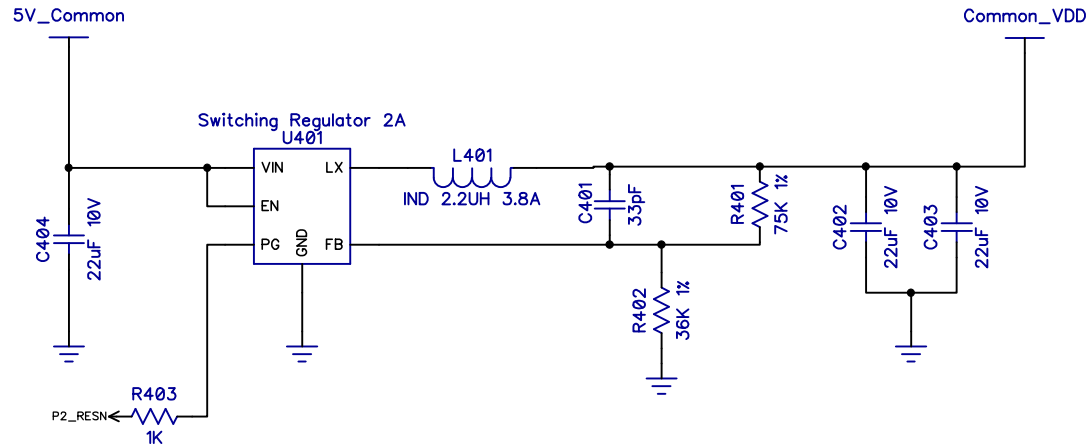 5V_Common
Common_VDD
Switching Regulator 2A
U401
VIN
LX
EN
PG
GND
FB
L401
IND 2.2UH 3.8A
C401
33pF
R401
75K 1%
C402
22uF 10V
C403
22uF 10V
C404
22uF 10V
R402
36K 1%
R403
P2_RESN
1K